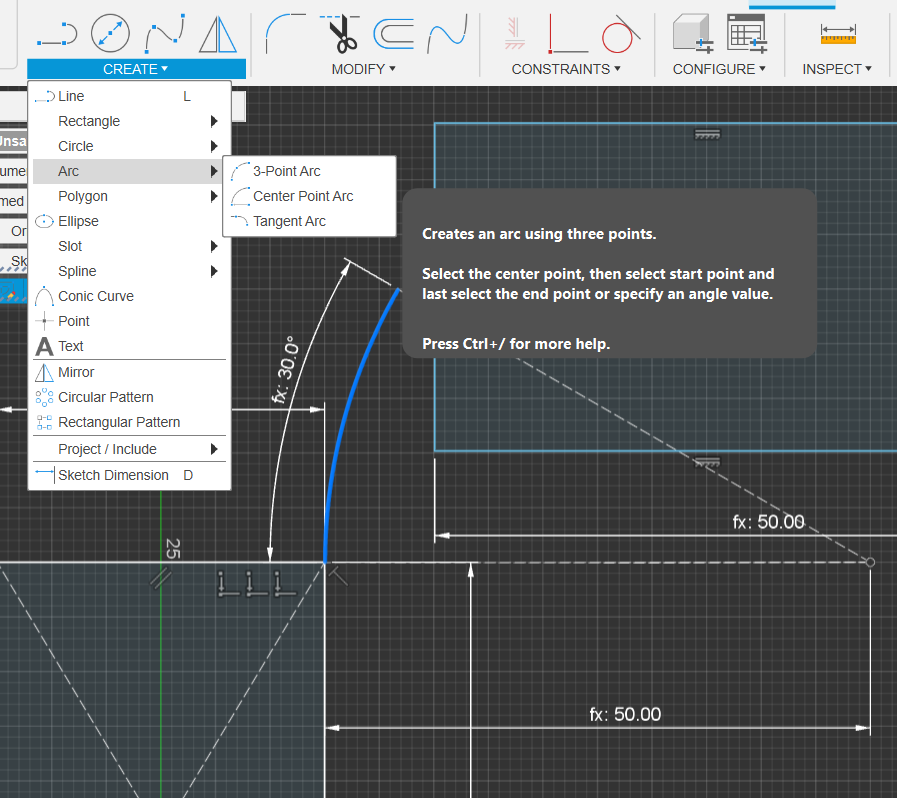 CREATE ▾
MODIFY ▾
CONSTRAINTS ▾
CONFIGURE ▾
INSPECT ▾
Line L
Rectangle
Circle
Arc
Polygon
Ellipse
Slot
Spline
Conic Curve
Point
Text
Mirror
Circular Pattern
Rectangular Pattern
Project / Include
Sketch Dimension D
Unsa
ume
med
Or
Sk
3-Point Arc
Center Point Arc
Tangent Arc
Creates an arc using three points.
Select the center point, then select start point and
last select the end point or specify an angle value.
Press Ctrl+/ for more help.
fx: 30.0°
fx: 50.00
25
fx: 50.00